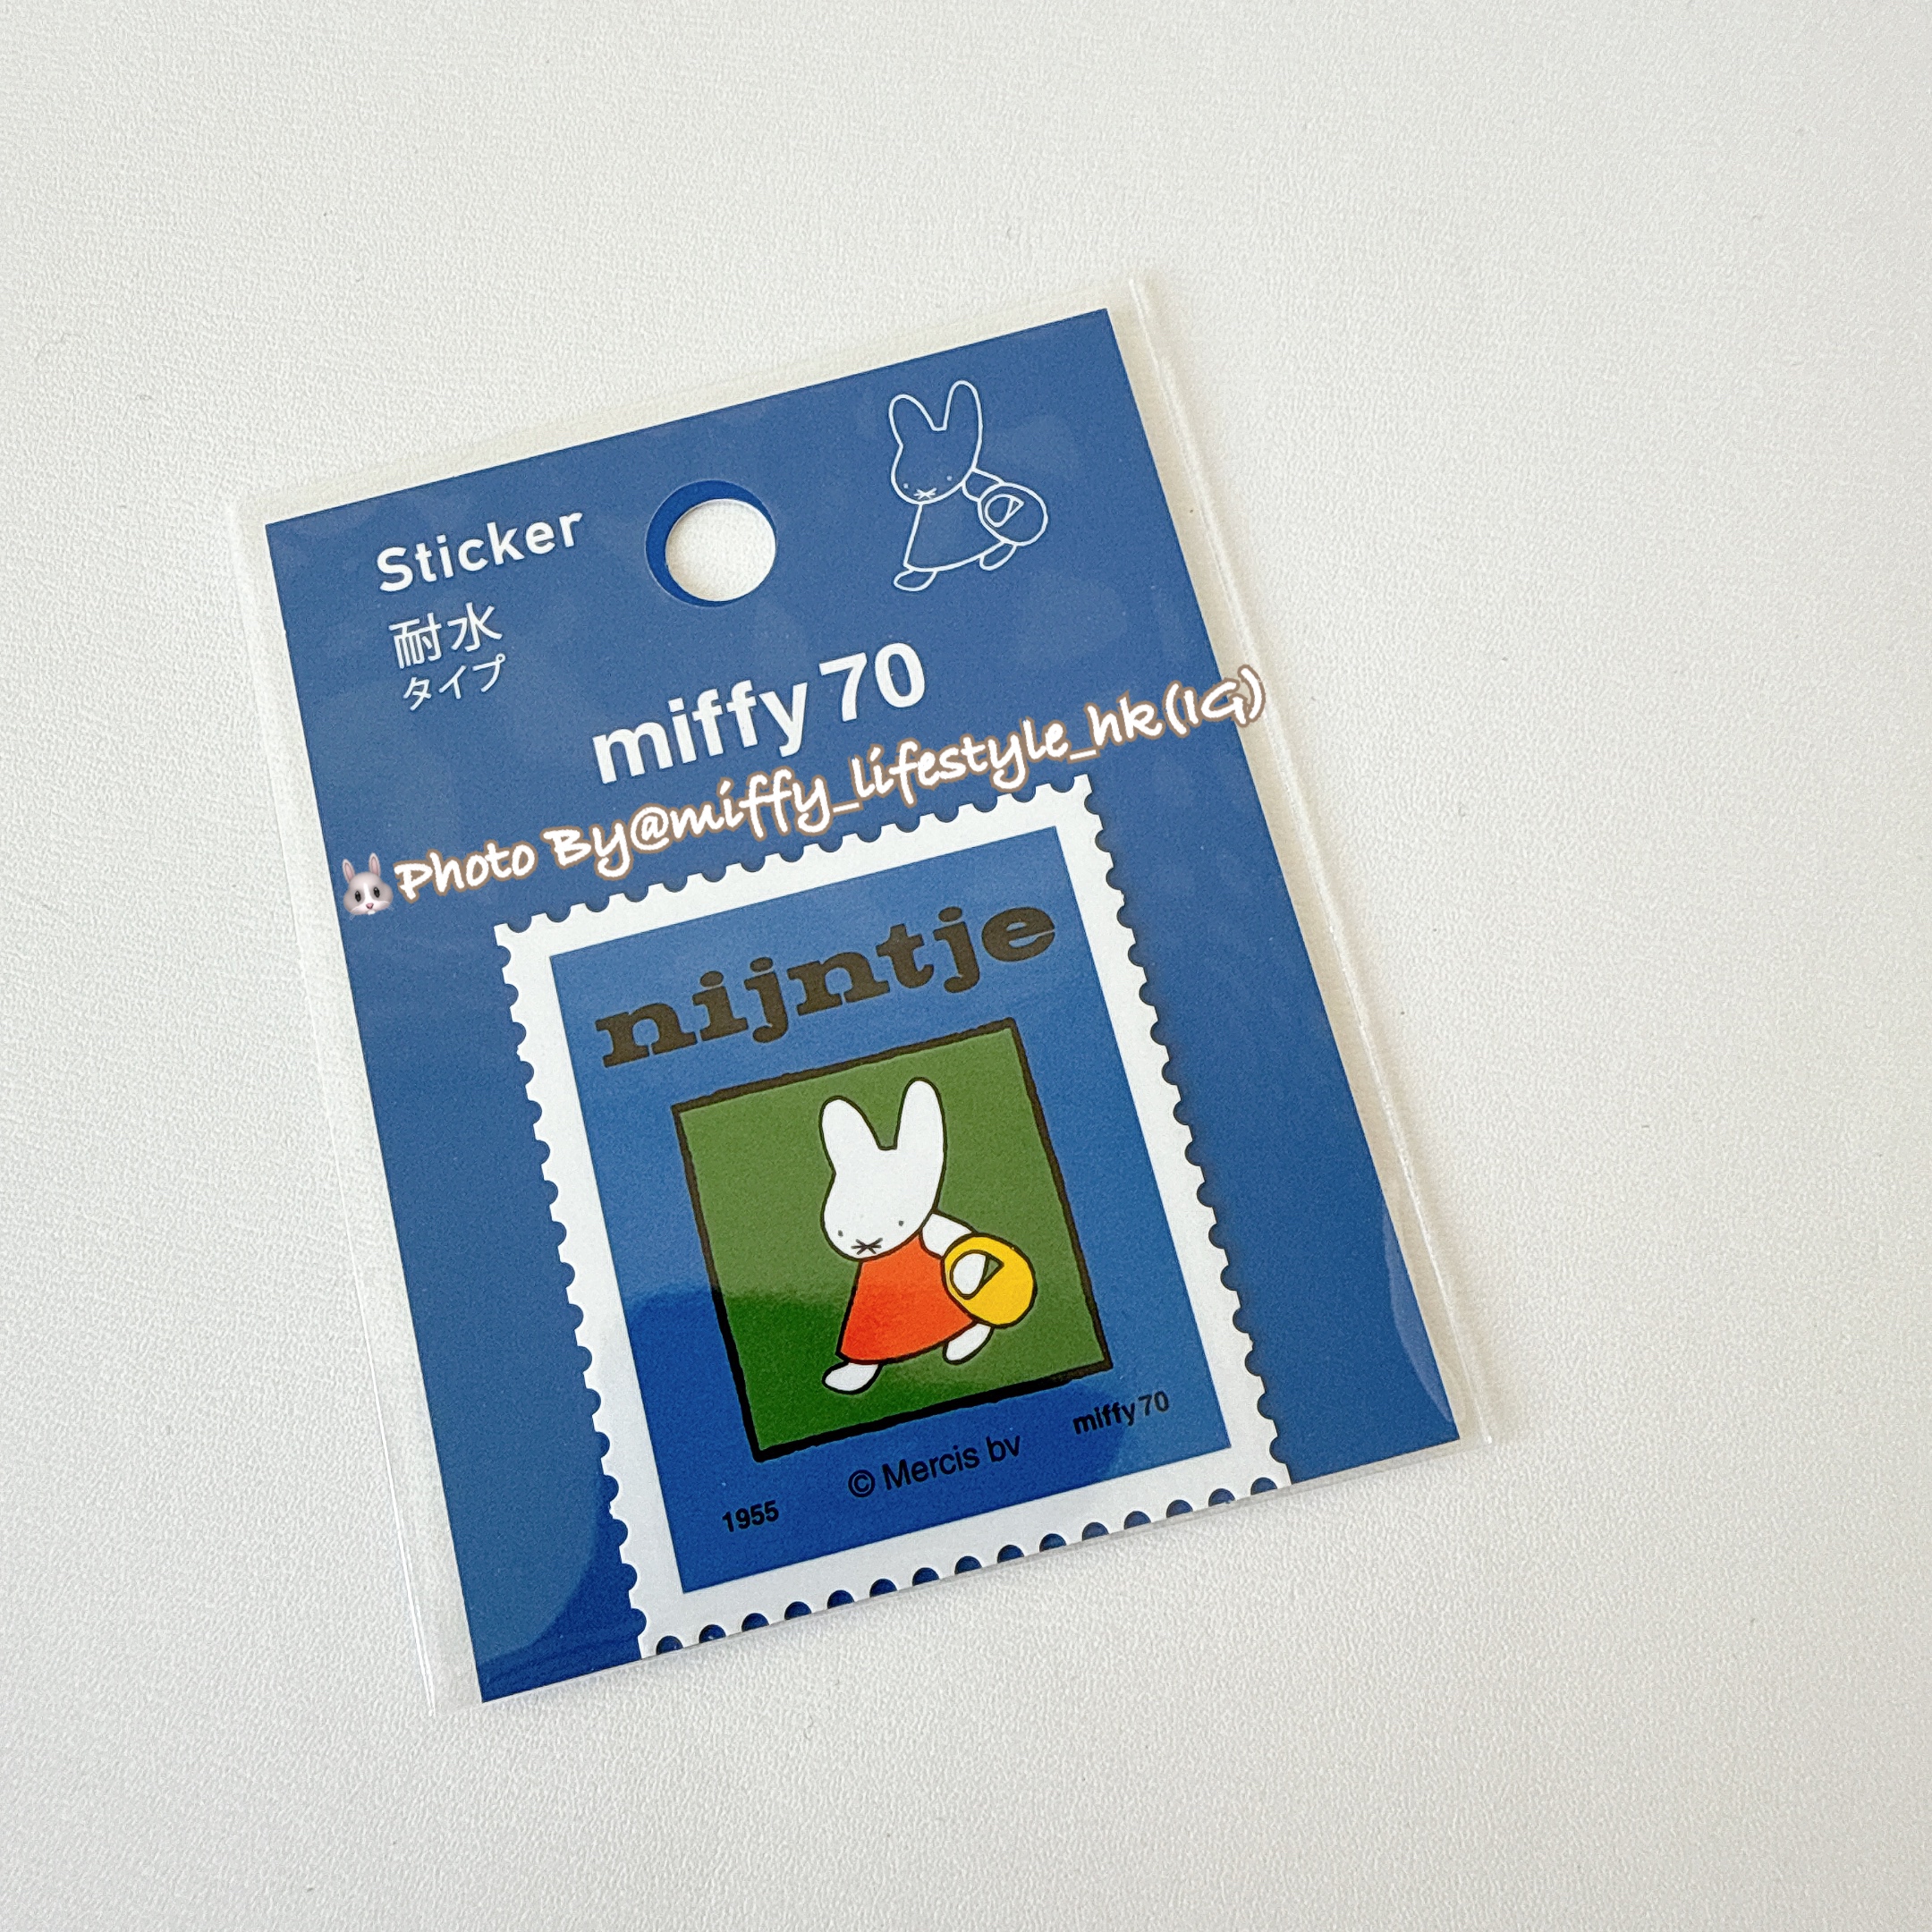 Sticker
耐水
タイプ
miffy 70
Photo By@miffy_lifestyle_hk(IG)
nijntje
miffy 70
© Mercis bv
1955